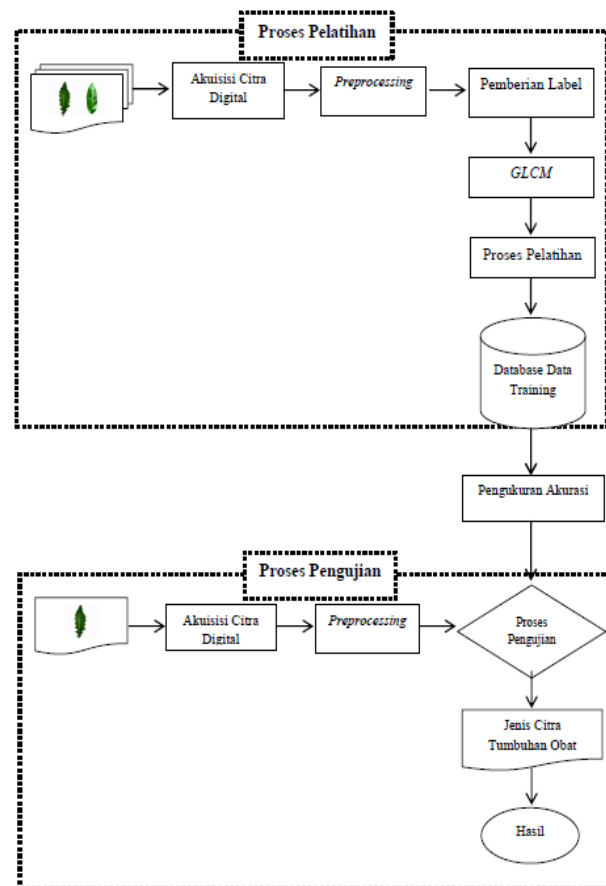 Proses Pelatihan
Akuisisi Citra
Digital
Preprocessing
Pemberian Label
GLCM
Proses Pelatihan
Database Data
Training
Pengukuran Akurasi
Proses Pengujian
Akuisisi Citra
Digital
Preprocessing
Proses
Pengujian
Jenis Citra
Tumbuhan Obat
Hasil